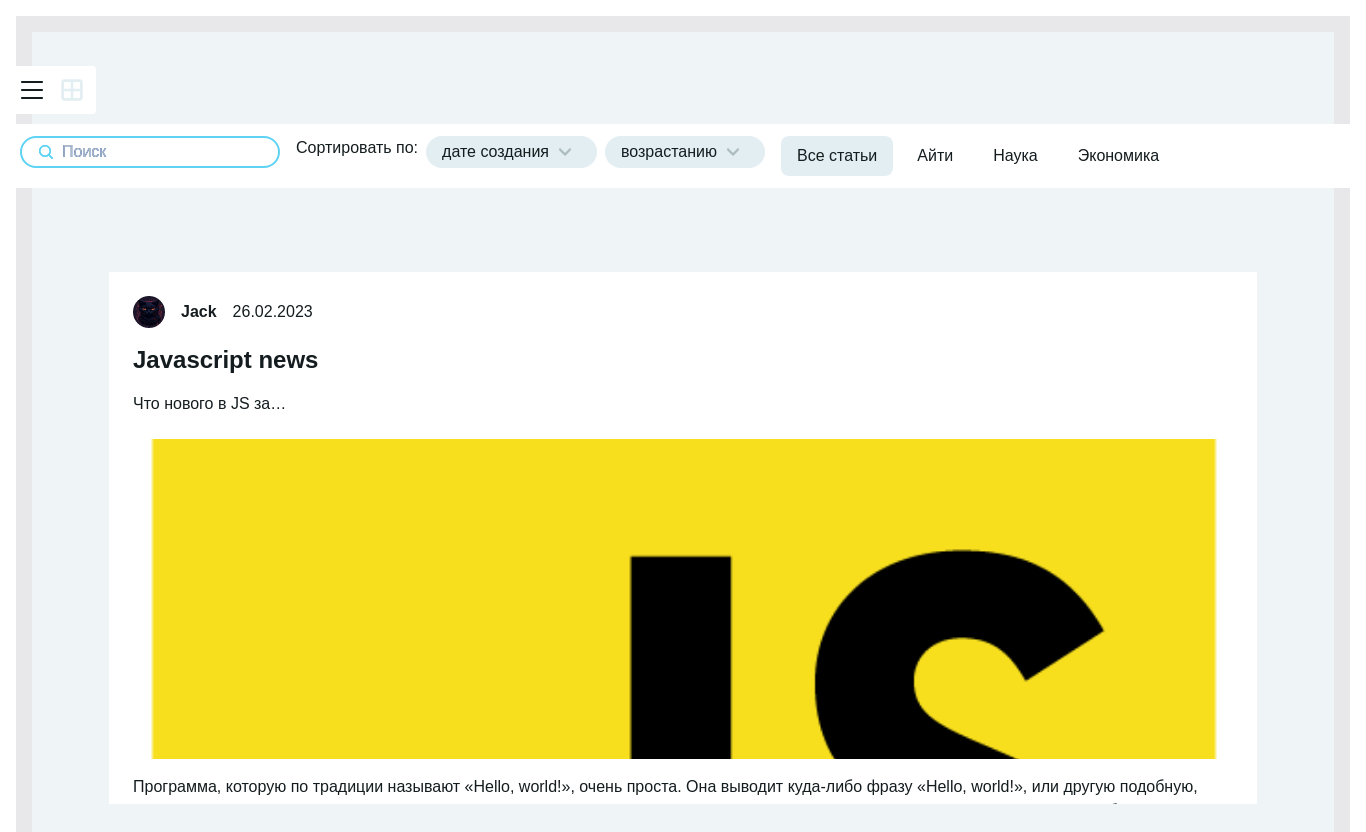 Поиск
Сортировать по: дате создания возрастанию Все статьи Айти Наука Экономика
Jack 26.02.2023
Javascript news
Что нового в JS за…
JS
Программа, которую по традиции называют «Hello, world!», очень проста. Она выводит куда-либо фразу «Hello, world!», или другую подобную,